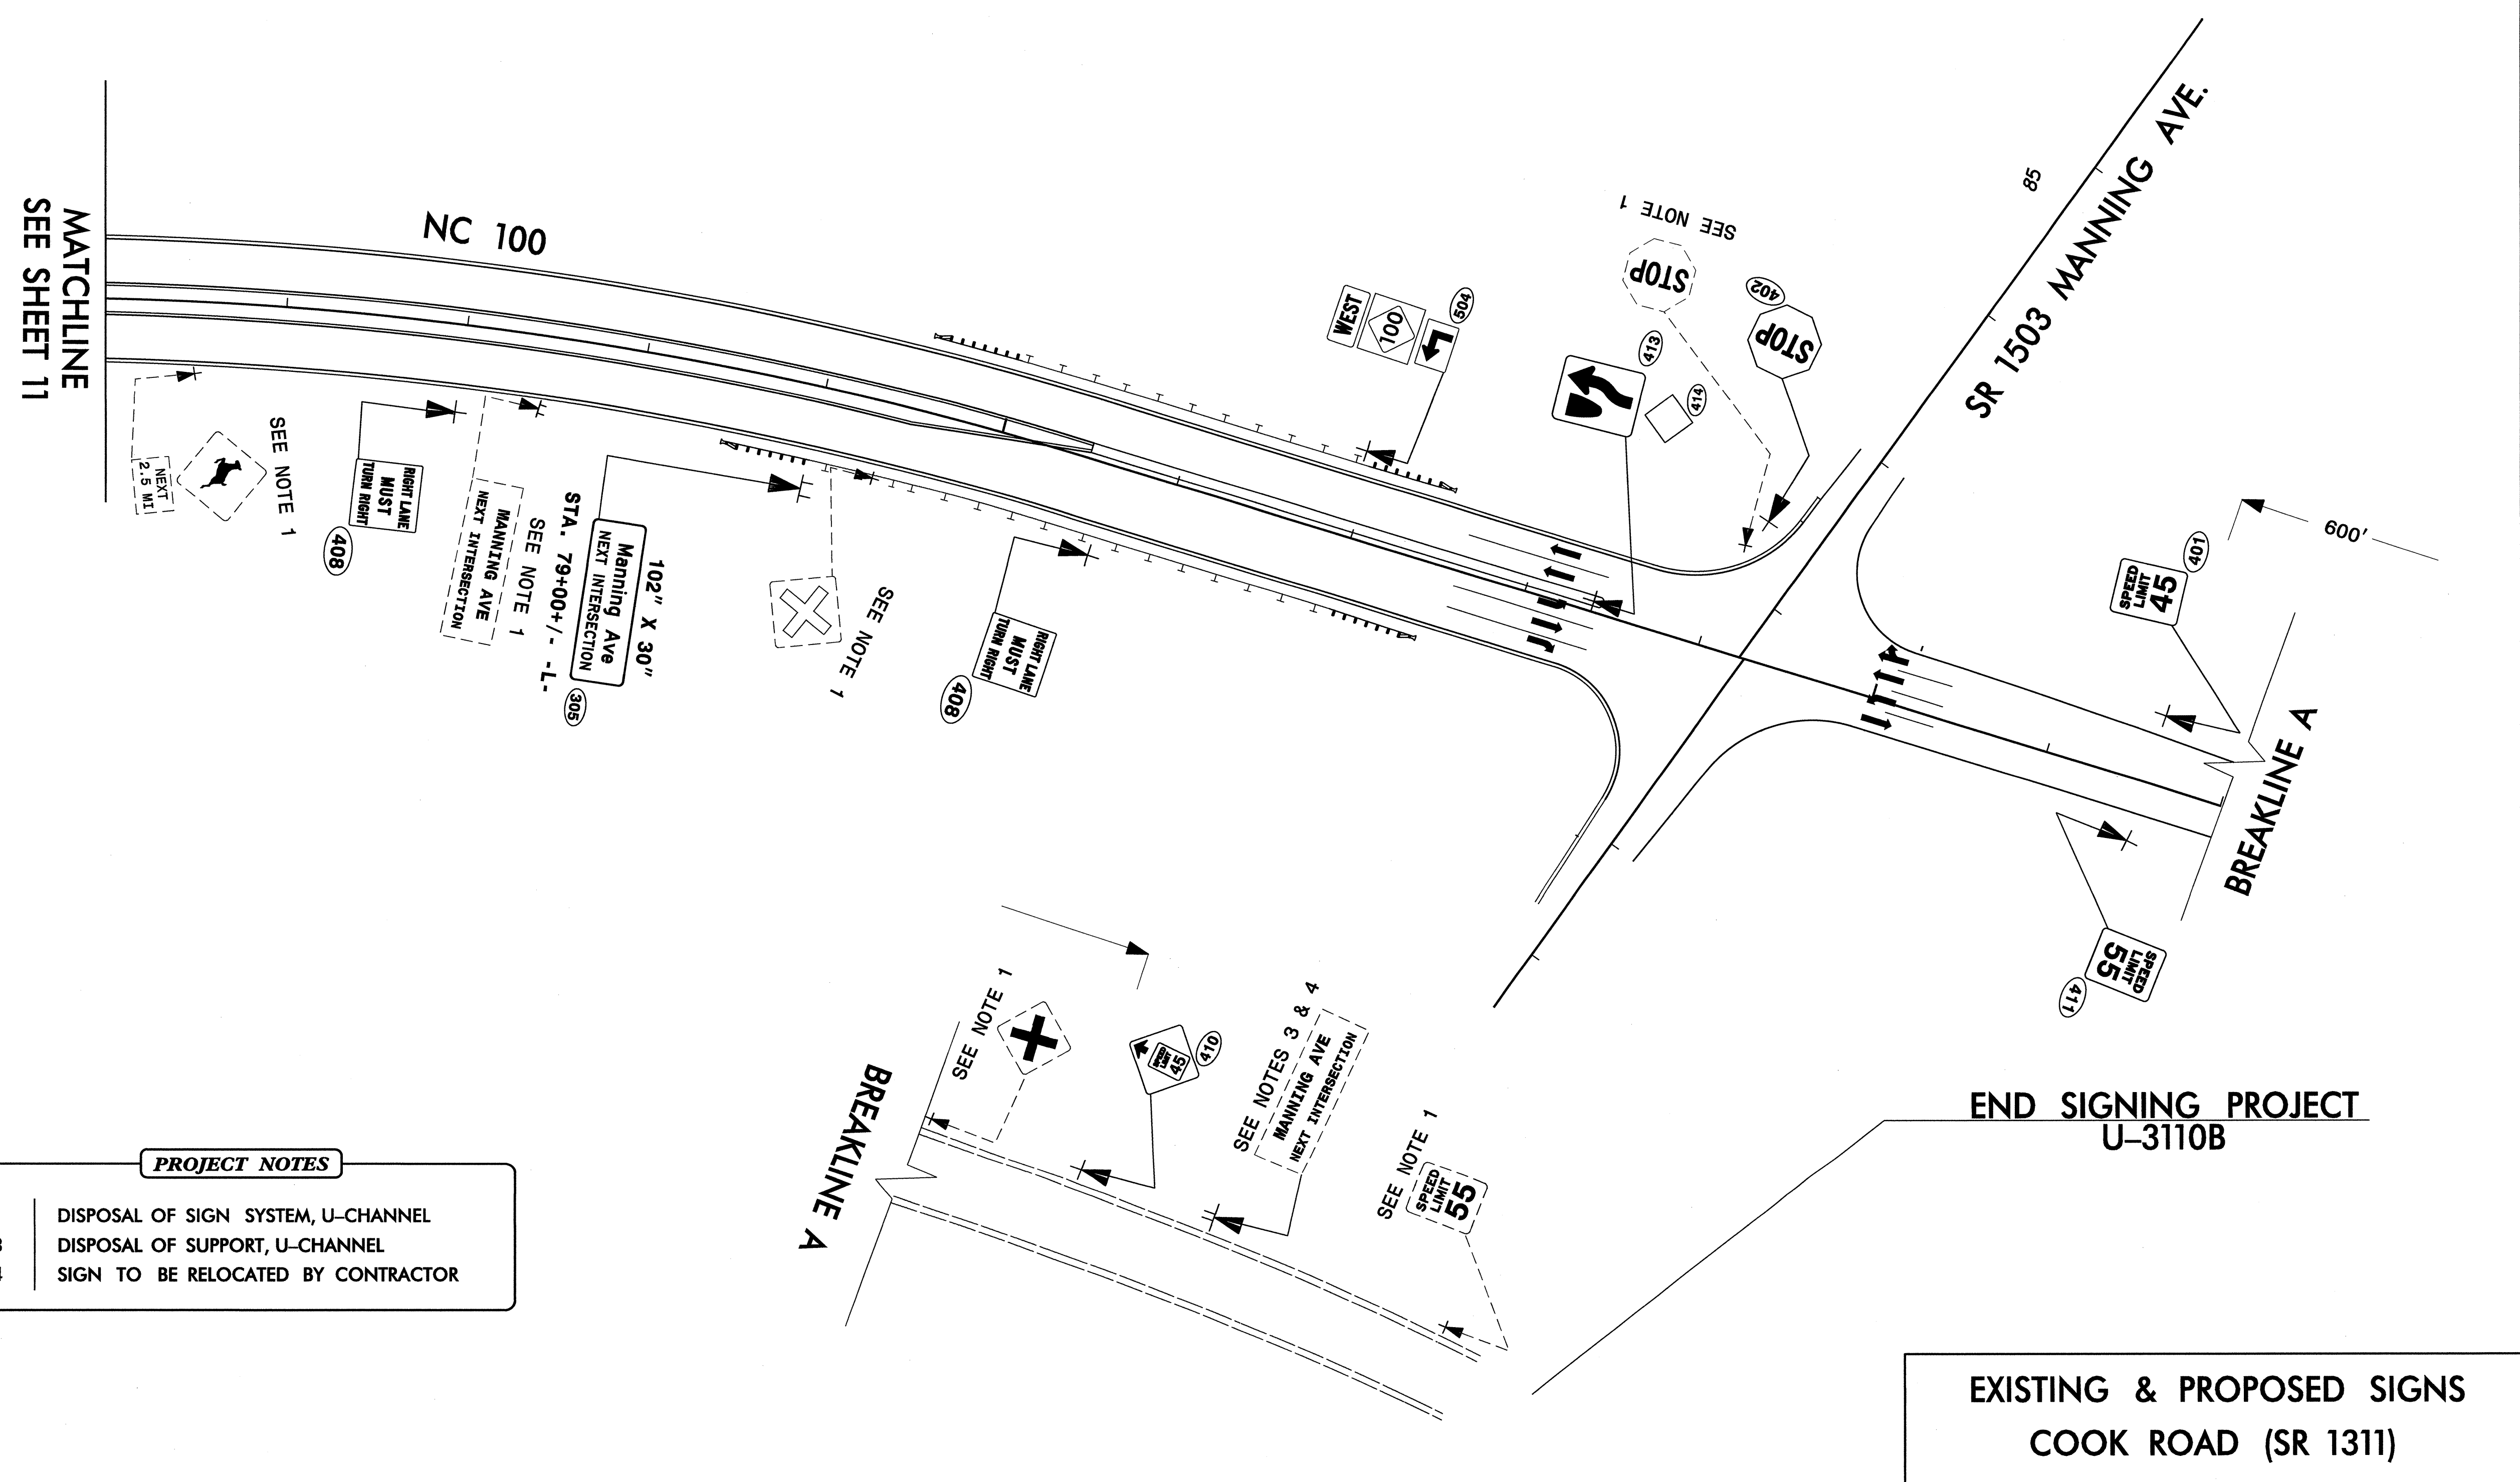 MATCHLINE
SEE SHEET 11
NC 100
SEE NOTE 1
NEXT
2.5 MI
RIGHT LANE
MUST
TURN RIGHT
408
MANNING AVE
NEXT INTERSECTION
SEE NOTE 1
STA. 79+00+/- -L-
Manning Ave
NEXT INTERSECTION
102" X 30"
305
SEE NOTE 1
RIGHT LANE
MUST
TURN RIGHT
408
WEST
100
504
SEE NOTE 1
STOP
402
STOP
413
414
85
SR 1503 MANNING AVE.
600'
401
SPEED
LIMIT
45
BREAKLINE A
SPEED
LIMIT
55
411
BREAKLINE A
SEE NOTE 1
SPEED
LIMIT
45
410
SEE NOTES 3 & 4
MANNING AVE
NEXT INTERSECTION
SEE NOTE 1
SPEED
LIMIT
55
END SIGNING PROJECT
U–3110B
PROJECT NOTES
DISPOSAL OF SIGN SYSTEM, U–CHANNEL
3 DISPOSAL OF SUPPORT, U–CHANNEL
4 SIGN TO BE RELOCATED BY CONTRACTOR
EXISTING & PROPOSED SIGNS
COOK ROAD (SR 1311)